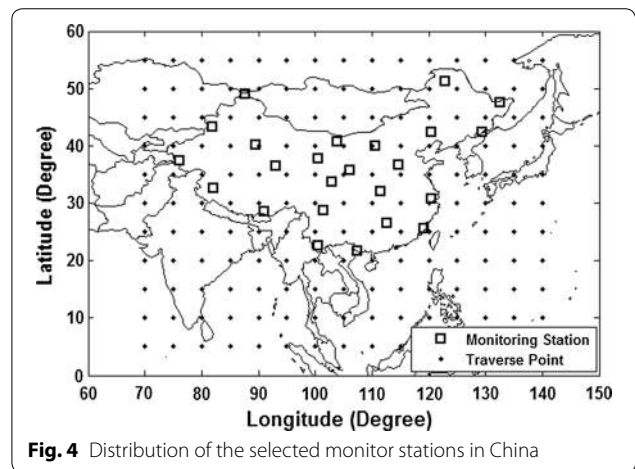 60
50
40
30
20
10
0
Latitude (Degree)
60 70 80 90 100 110 120 130 140 150
Longitude (Degree)
Monitoring Station
Traverse Point
Fig. 4 Distribution of the selected monitor stations in China